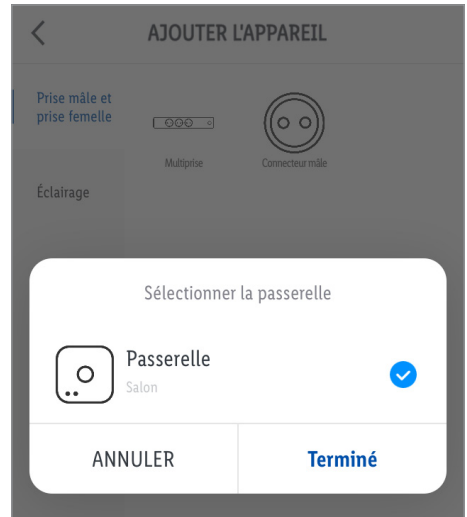 AJOUTER L'APPAREIL
Prise mâle et
prise femelle
Multiprise
Connecteur mâle
Éclairage
Sélectionner la passerelle
Passerelle
Salon
ANNULER
Terminé